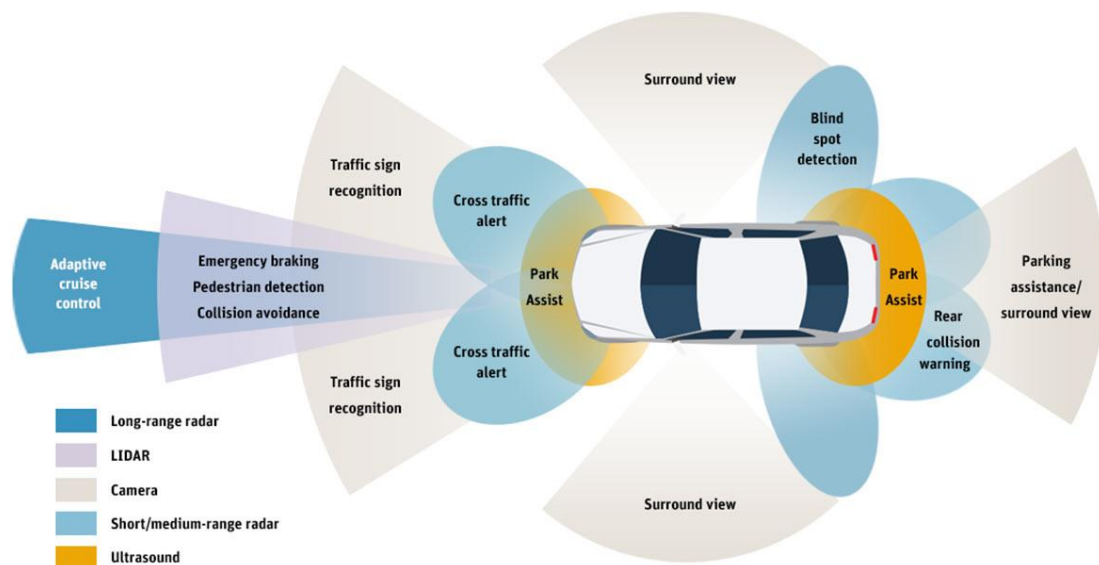 Surround view
Blind
spot
detection
Traffic sign
recognition
Cross traffic
alert
Adaptive
cruise
control
Emergency braking
Pedestrian detection
Collision avoidance
Park
Assist
Park
Assist
Parking
assistance/
surround view
Rear
collision
warning
Cross traffic
alert
Traffic sign
recognition
Surround view
Long-range radar
LIDAR
Camera
Short/medium-range radar
Ultrasound